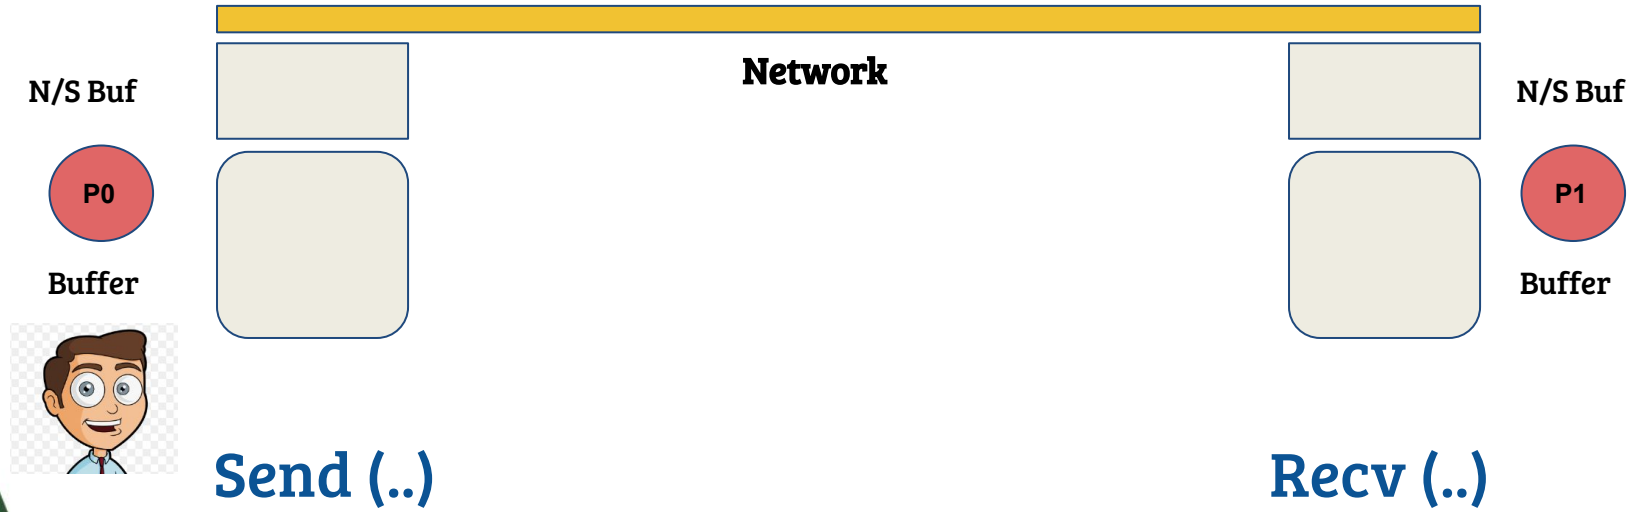 Network
N/S Buf
N/S Buf
P0
P1
Buffer
Buffer
Send (..)
Recv (..)